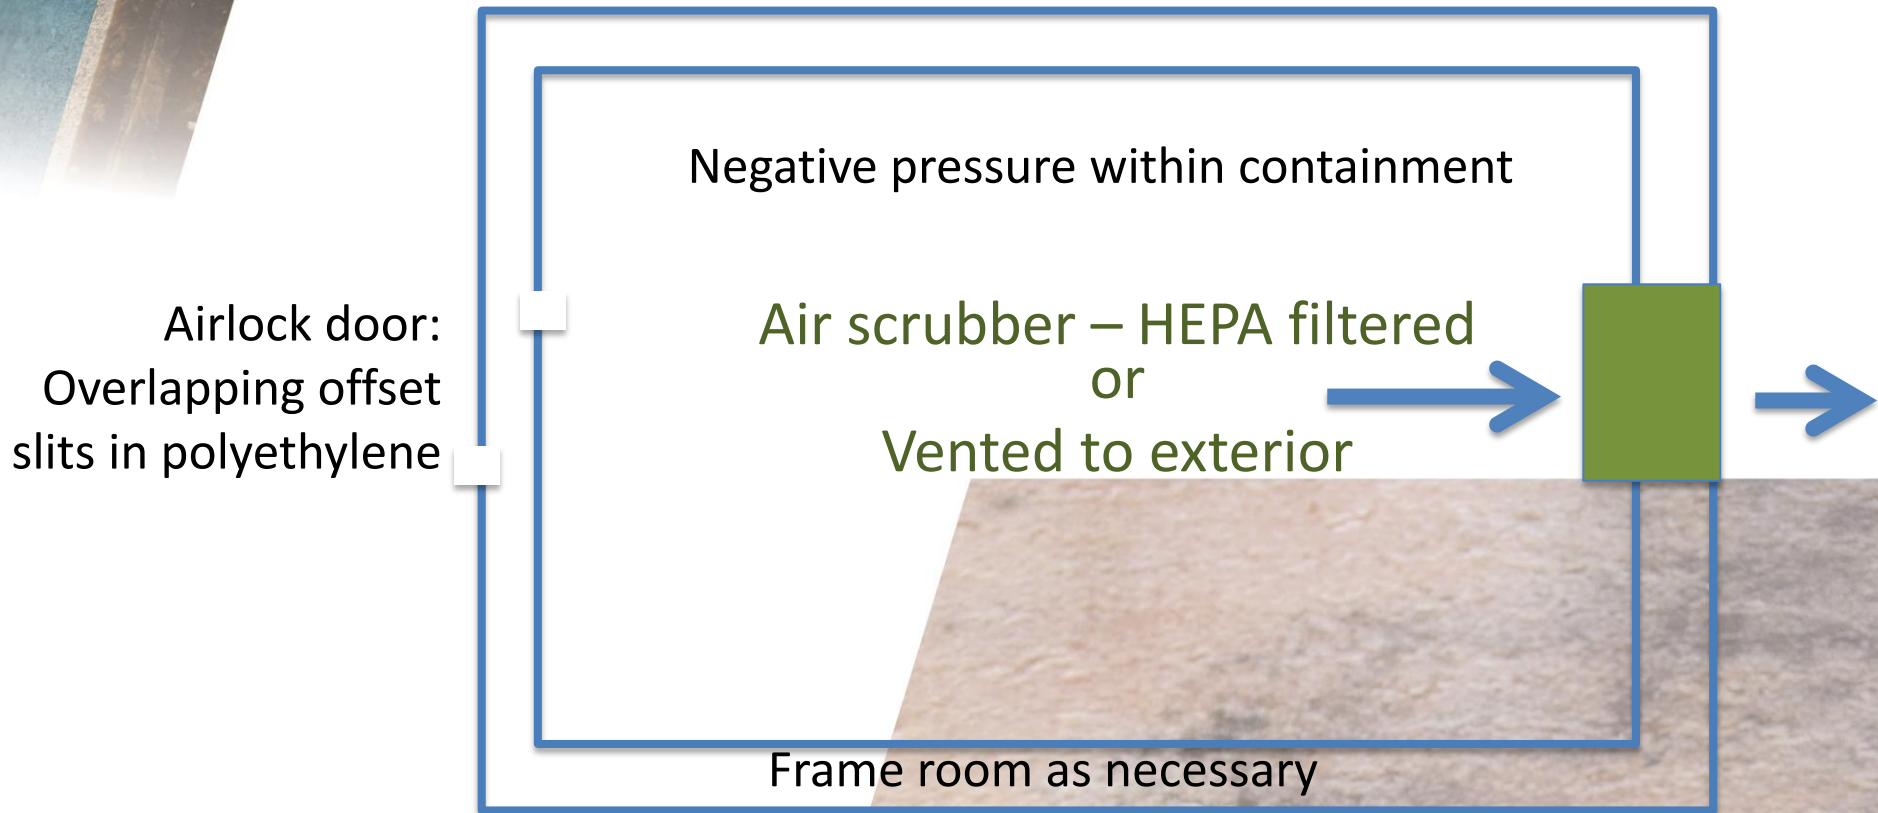 Negative pressure within containment
Airlock door:
Overlapping offset
slits in polyethylene
Air scrubber – HEPA filtered
or
Vented to exterior
Frame room as necessary